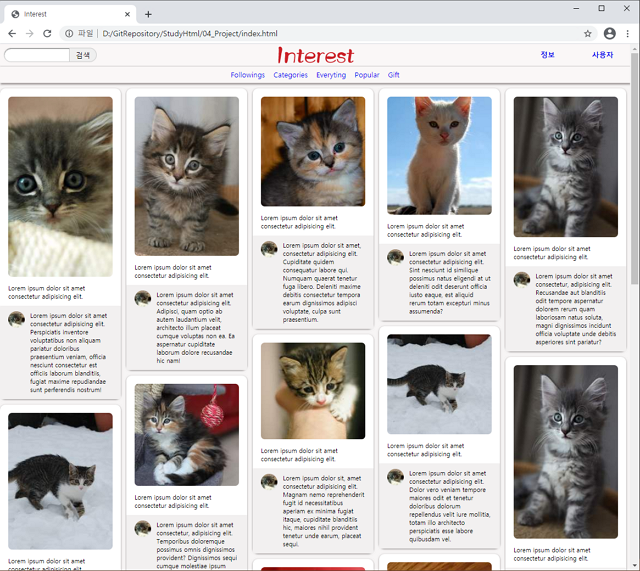 Interest
파일 D:/GitRepository/StudyHtml/04_Project/index.html
검색
Interest
정보 사용자
Followings Categories Everyting Popular Gift
Lorem ipsum dolor sit amet
consectetur adipisicing elit.
Lorem ipsum dolor sit amet,
consectetur adipisicing elit.
Perspiciatis inventore
voluptatibus non aliquam
pariatur doloribus
praesentium veniam, officia
nesciunt consectetur est
officiis laborum blanditiis,
fugiat maxime repudiandae
sunt perferendis nostrum!
Lorem ipsum dolor sit amet
consectetur adipisicing elit.
Lorem ipsum dolor sit amet
consectetur adipisicing elit.
Lorem ipsum dolor sit amet
consectetur adipisicing elit.
Adipisci, quam optio ab
autem laudantium velit,
architecto illum placeat
cumque voluptas non ea. Ea
aspernatur cupiditate
laborum dolore recusandae
hic nam!
Lorem ipsum dolor sit amet
consectetur adipisicing elit.
Lorem ipsum dolor sit amet
consectetur adipisicing elit.
Temporibus doloremque
possimus omnis dignissimos
provident? Dignissimos sequi
cumque molestiae ipsum
Lorem ipsum dolor sit amet
consectetur adipisicing elit.
Lorem ipsum dolor sit amet,
consectetur adipisicing elit.
Cupiditate quidem
consequatur labore qui.
Numquam quaerat tenetur
fuga libero. Deleniti maxime
debitis consectetur tempora
earum dignissimos adipisci
voluptate, culpa sunt
praesentium.
Lorem ipsum dolor sit amet
consectetur adipisicing elit.
Lorem ipsum dolor sit amet,
consectetur adipisicing elit.
Magnam nemo reprehenderit
fugit id necessitatibus
aperiam ex minima fugiat
itaque, cupiditate blanditiis
hic, maiores nihil provident
tenetur unde earum, placeat
sequi.
Lorem ipsum dolor sit amet
consectetur adipisicing elit.
Lorem ipsum dolor sit amet
consectetur adipisicing elit.
Sint nesciunt id similique
possimus natus eligendi at ut
deleniti odit deserunt officia
iusto eaque, est aliquid
rerum totam excepturi minus
assumenda?
Lorem ipsum dolor sit amet
consectetur adipisicing elit.
Lorem ipsum dolor sit amet
consectetur adipisicing elit.
Dolor vero veniam tempore
maiores odit ut temporibus
doloribus dolorum
repellendus velit iure mollitia,
totam illo architecto
perspiciatis esse labore
quibusdam vel.
Lorem ipsum dolor sit amet
consectetur adipisicing elit.
Lorem ipsum dolor sit amet
consectetur, adipisicing elit.
Recusandae aut blanditiis
odit tempore aspernatur
dolorem rerum quam
laboriosam natus soluta,
magni dignissimos incidunt
officia voluptate unde debitis
asperiores sint pariatur?
Lorem ipsum dolor sit amet
consectetur adipisicing elit.